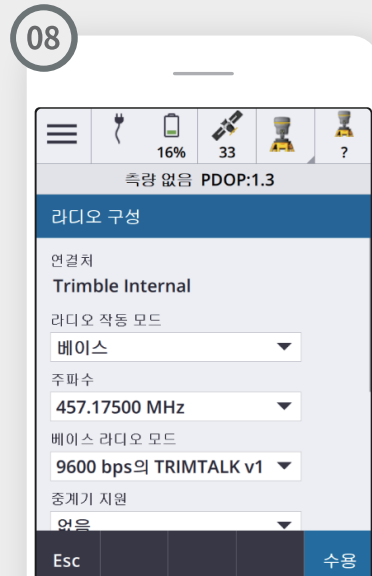 08
16%
33
?
측량 없음 PDOP:1.3
라디오 구성
연결처
Trimble Internal
라디오 작동 모드
베이스
주파수
457.17500 MHz
베이스 라디오 모드
9600 bps의 TRIMTALK v1
중계기 지원
없음
Esc
수용